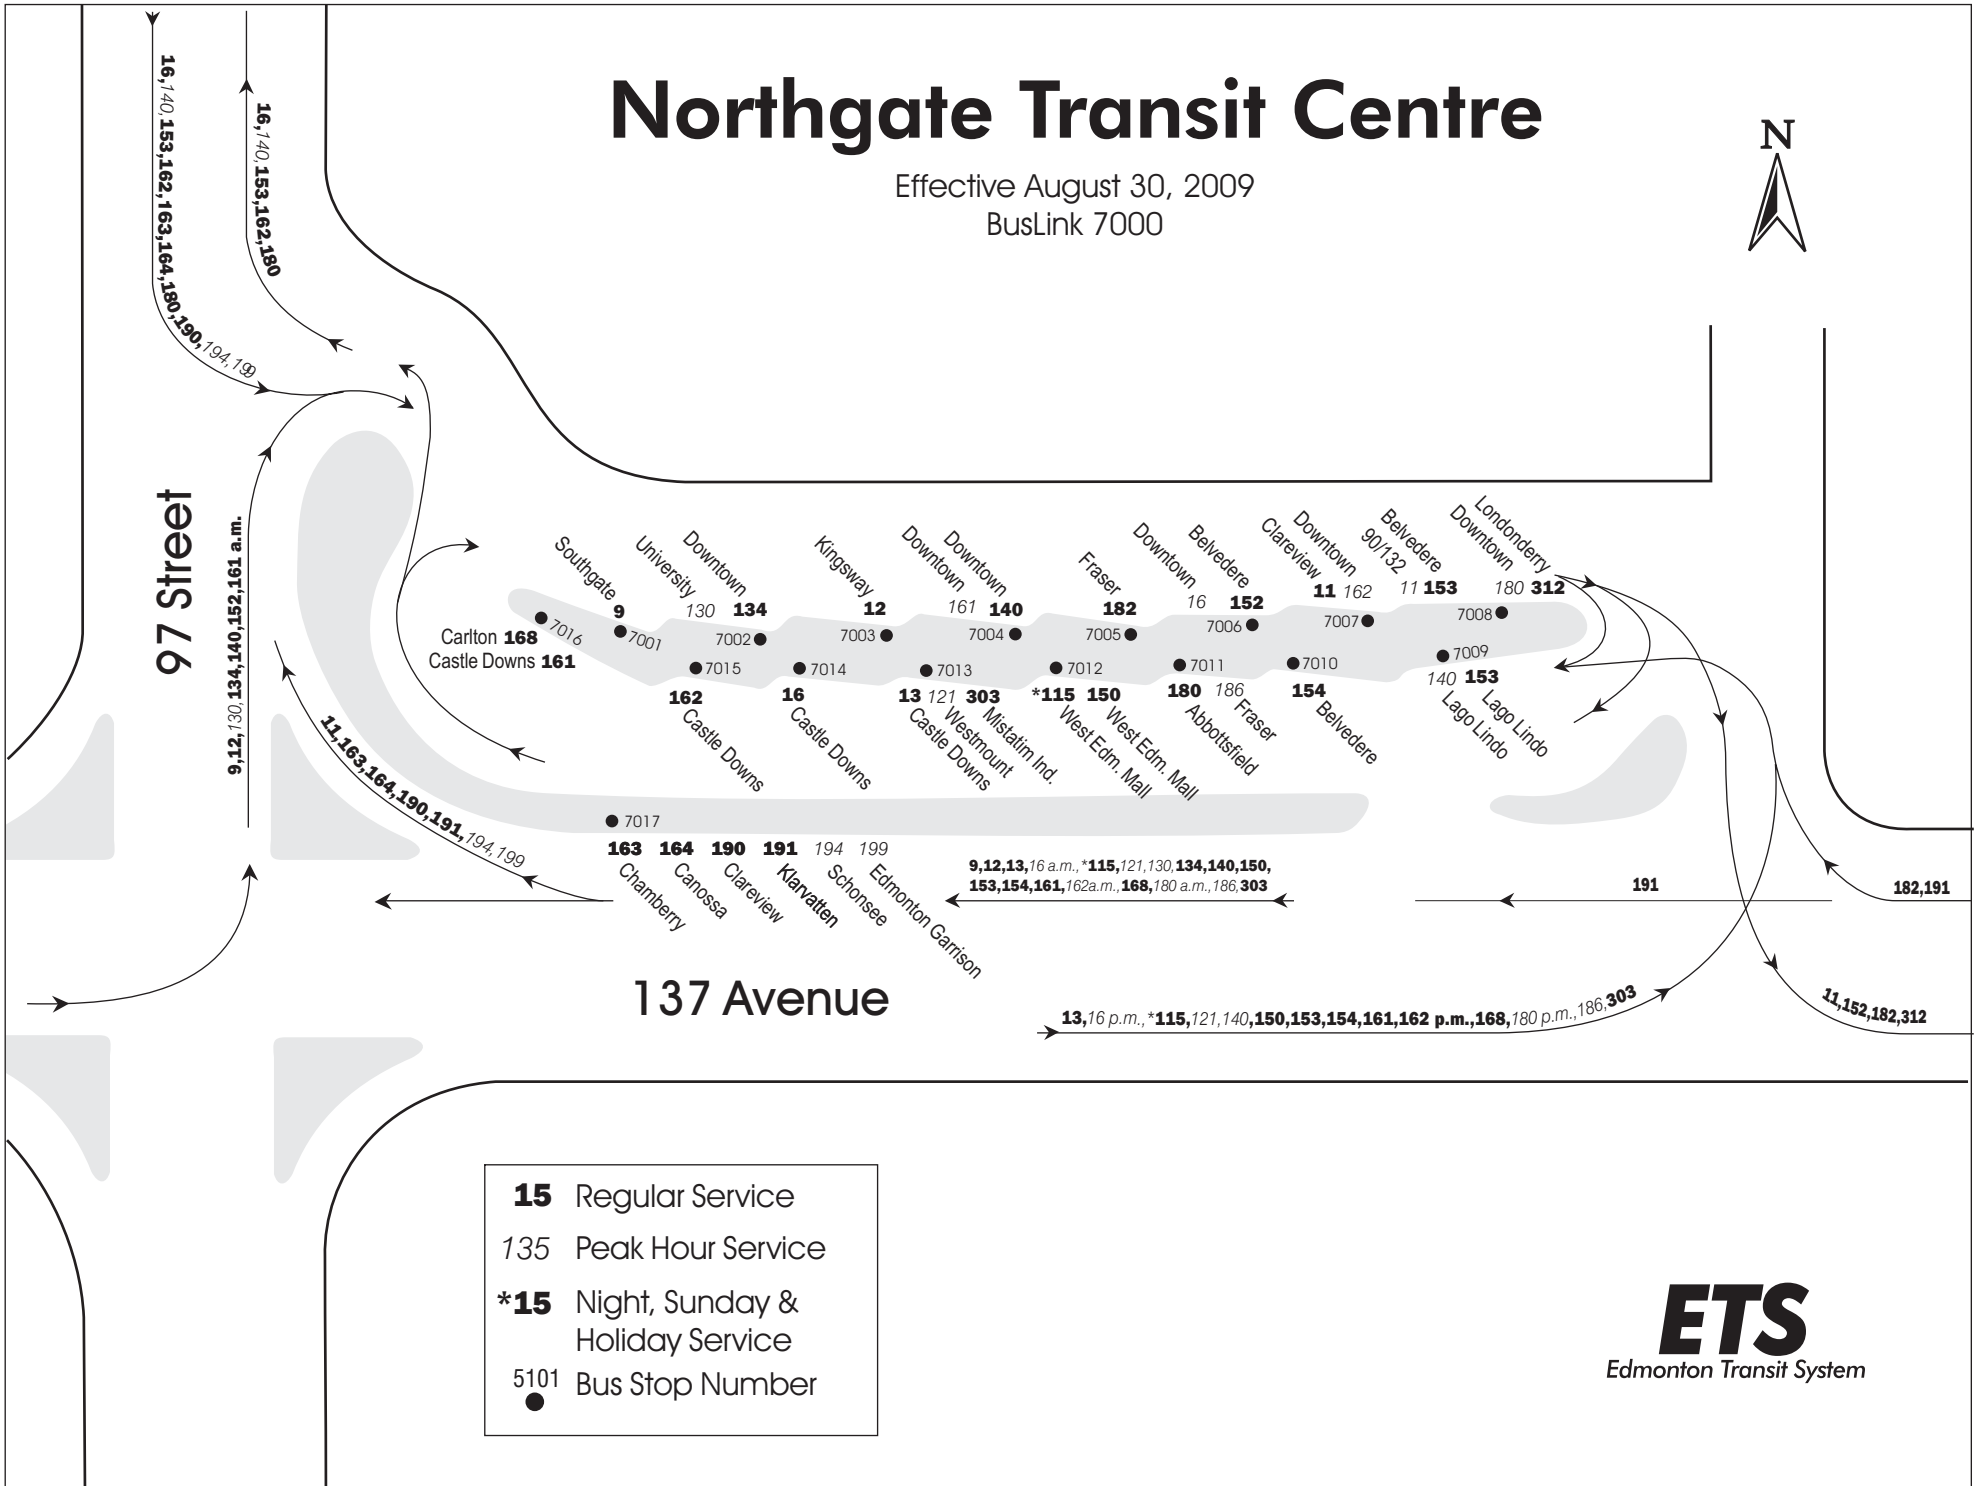 Northgate Transit Centre
Effective August 30, 2009
BusLink 7000
N
16,140,153,162,163,164,180,190,194,199
16,140,153,162,180
97 Street
9,12,130,134,140,152,161 a.m.
11,163,164,190,191,194,199
Southgate
9
7001
University
130
Downtown
134
7002
Kingsway
12
7003
Downtown
161
Downtown
140
7004
Fraser
182
7005
Downtown
16
Belvedere
152
7006
Clareview
11
Downtown
162
7007
90/132
11
Belvedere
153
Downtown
180
Londonderry
312
7008
7016
Carlton 168
Castle Downs 161
7015
162
Castle Downs
7014
16
Castle Downs
7013
13 121 303
Castle Downs
Westmount
Mistatim Ind.
7012
*115 150
West Edm. Mall
West Edm. Mall
7011
180 186
Abbottsfield
Fraser
7010
154
Belvedere
7009
140 153
Lago Lindo
Lago Lindo
7017
163 164 190 191 194 199
Chamberry
Canossa
Clareview
Klarvatten
Schonsee
Edmonton Garrison
9,12,13,16 a.m.,*115,121,130,134,140,150,
153,154,161,162a.m.,168,180 a.m.,186,303
191
182,191
137 Avenue
13,16 p.m.,*115,121,140,150,153,154,161,162 p.m.,168,180 p.m.,186,303
11,152,182,312
15 Regular Service
135 Peak Hour Service
*15 Night, Sunday &
Holiday Service
5101 Bus Stop Number
ETS
Edmonton Transit System